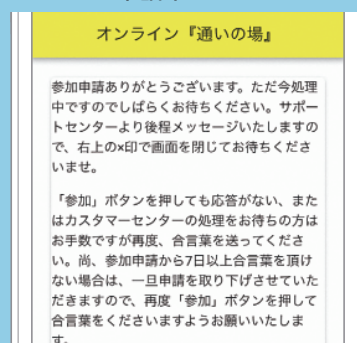 オンライン『通いの場』
参加申請ありがとうございます。ただ今処理
中ですのでしばらくお待ちください。サポー
トセンターより後程メッセージいたしますの
で、右上の×印で画面を閉じてお待ちくださ
いませ。
「参加」ボタンを押しても応答がない、また
はカスタマーセンターの処理をお待ちの方は
お手数ですが再度、合言葉を送ってくださ
い。尚、参加申請から7日以上合言葉を頂け
ない場合は、一旦申請を取り下げさせていた
だきますので、再度「参加」ボタンを押して
合言葉をくださいますようお願いいたしま
す。